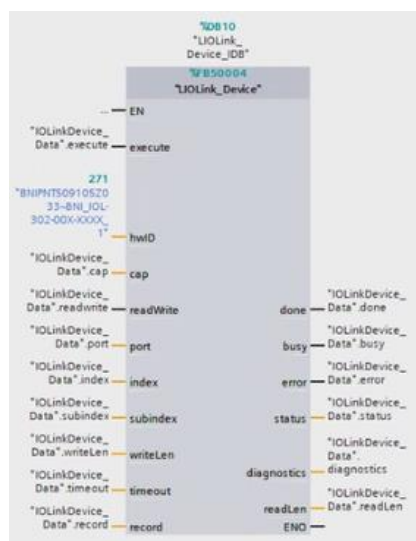 %DB10
"LIOLink_
Device_IDB"
%FB50004
"LIOLink_Device"
... EN
"IOLinkDevice_
Data".execute execute
271
"BNIPNT509105Z0
33~BNI_IOL-
302-00X-XXXX_
1" hwID
"IOLinkDevice_
Data".cap cap
"IOLinkDevice_
Data".readwrite readWrite
"IOLinkDevice_
Data".port port
"IOLinkDevice_
Data".index index
"IOLinkDevice_
Data".subindex subindex
"IOLinkDevice_
Data".writeLen writeLen
"IOLinkDevice_
Data".timeout timeout
"IOLinkDevice_
Data".record record
"IOLinkDevice_
done Data".done
"IOLinkDevice_
busy Data".busy
"IOLinkDevice_
error Data".error
"IOLinkDevice_
status Data".status
"IOLinkDevice_
Data".
diagnostics diagnostics
"IOLinkDevice_
readLen Data".readLen
ENO